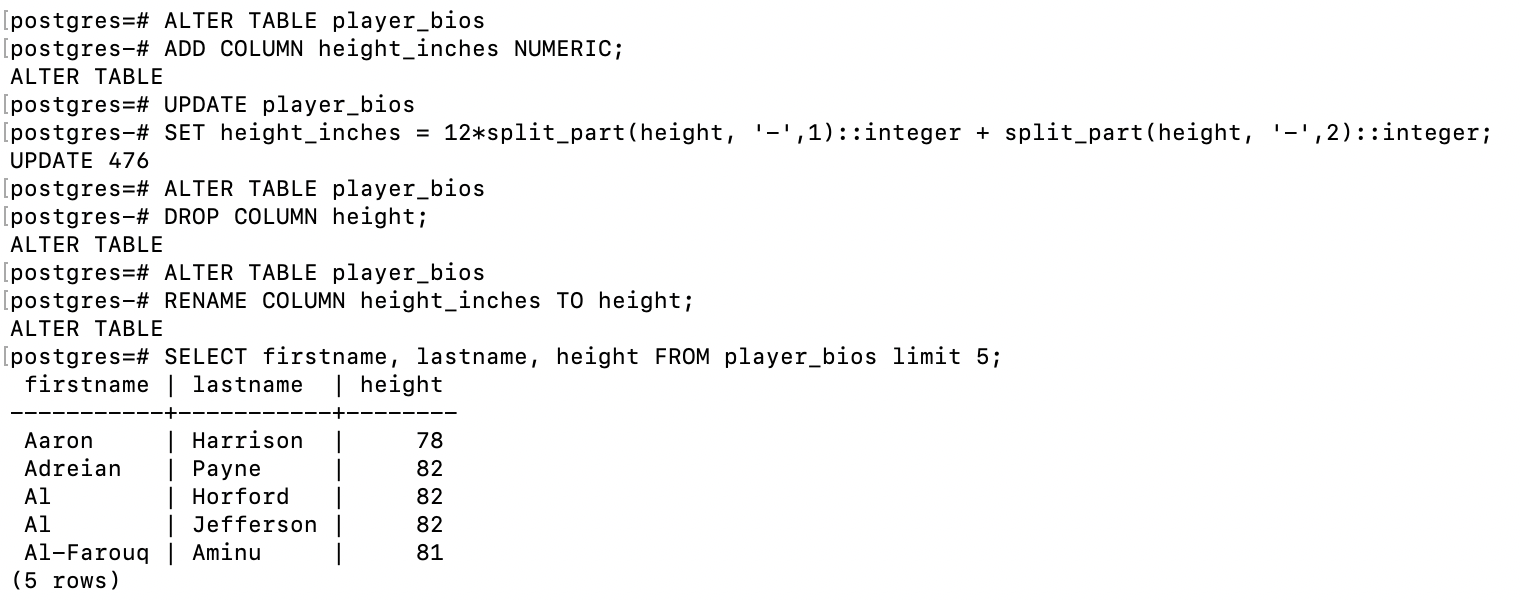 [postgres=# ALTER TABLE player_bios
[postgres-# ADD COLUMN height_inches NUMERIC;
ALTER TABLE
[postgres=# UPDATE player_bios
[postgres-# SET height_inches = 12*split_part(height, '-',1)::integer + split_part(height, '-',2)::integer;
UPDATE 476
[postgres=# ALTER TABLE player_bios
[postgres-# DROP COLUMN height;
ALTER TABLE
[postgres=# ALTER TABLE player_bios
[postgres-# RENAME COLUMN height_inches TO height;
ALTER TABLE
[postgres=# SELECT firstname, lastname, height FROM player_bios limit 5;
 firstname | lastname  | height
-----------+-----------+--------
 Aaron     | Harrison  |     78
 Adreian   | Payne     |     82
 Al        | Horford   |     82
 Al        | Jefferson |     82
 Al-Farouq | Aminu     |     81
(5 rows)